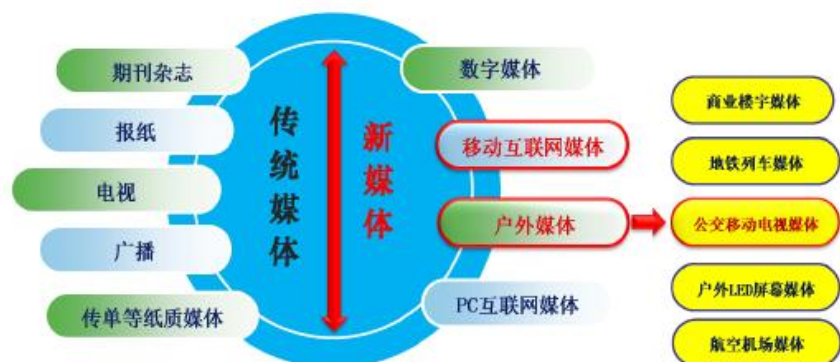 期刊杂志
报纸
电视
广播
传单等纸质媒体
传统媒体
新媒体
数字媒体
移动互联网媒体
户外媒体
PC互联网媒体
商业楼宇媒体
地铁列车媒体
公交移动电视媒体
户外LED屏幕媒体
航空机场媒体